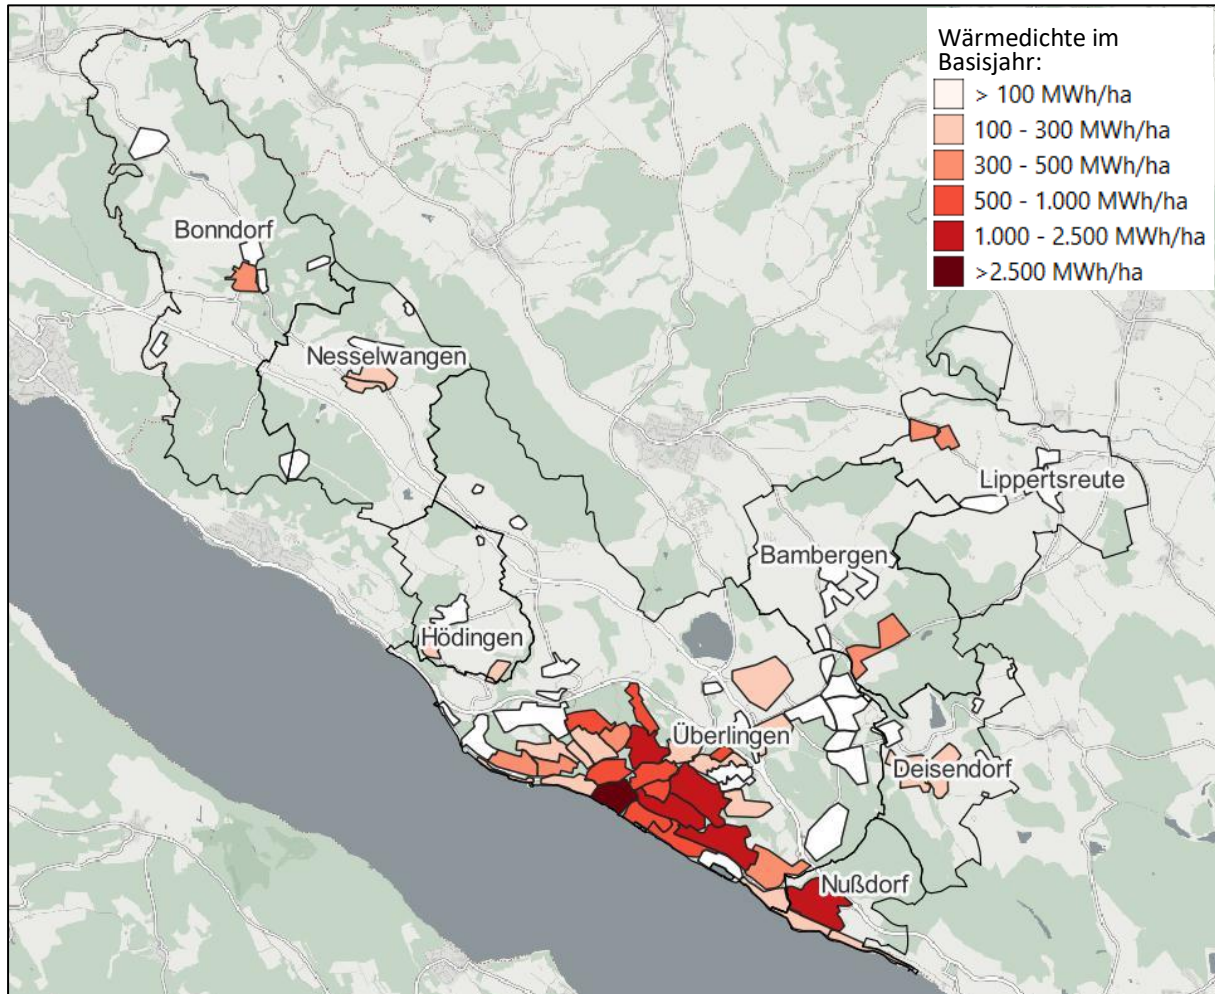 Wärmedichte im
Basisjahr:
> 100 MWh/ha
100 - 300 MWh/ha
300 - 500 MWh/ha
500 - 1.000 MWh/ha
1.000 - 2.500 MWh/ha
>2.500 MWh/ha
Bonndorf
Nesselwangen
Lippertsreute
Bambergen
Hödingen
Überlingen
Deisendorf
Nußdorf